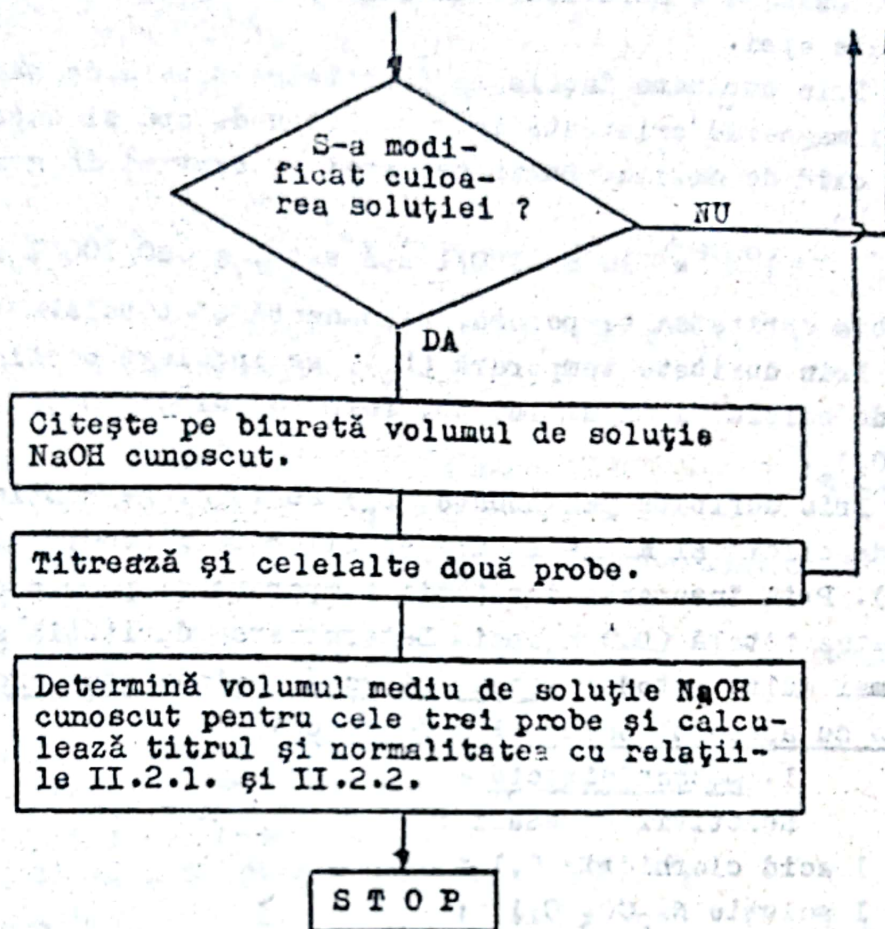 S-a modi-
ficat culoa-
rea soluţiei ?
NU
DA
Citeşte pe biuretă volumul de soluţie
NaOH cunoscut.
Titrează şi celelalte două probe.
Determină volumul mediu de soluţie NaOH
cunoscut pentru cele trei probe şi calcu-
lează titrul şi normalitatea cu relaţii-
le II.2.1. şi II.2.2.
S T O P